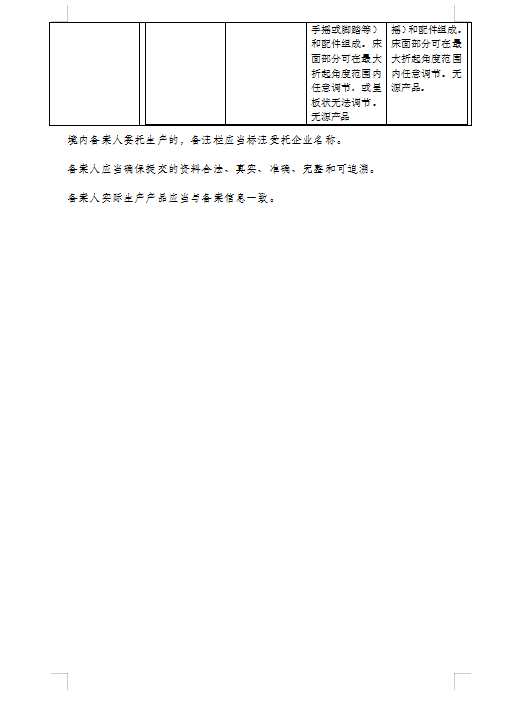 手摇或脚踏等）
和配件组成。床
面部分可在最大
折起角度范围内
任意调节，或呈
板状无法调节。
无源产品
摇）和配件组成。
床面部分可在最
大折起角度范围
内任意调节。无
源产品。
境内备案人委托生产的，备注栏应当标注受托企业名称。
备案人应当确保提交的资料合法、真实、准确、完整和可追溯。
备案人实际生产产品应当与备案信息一致。